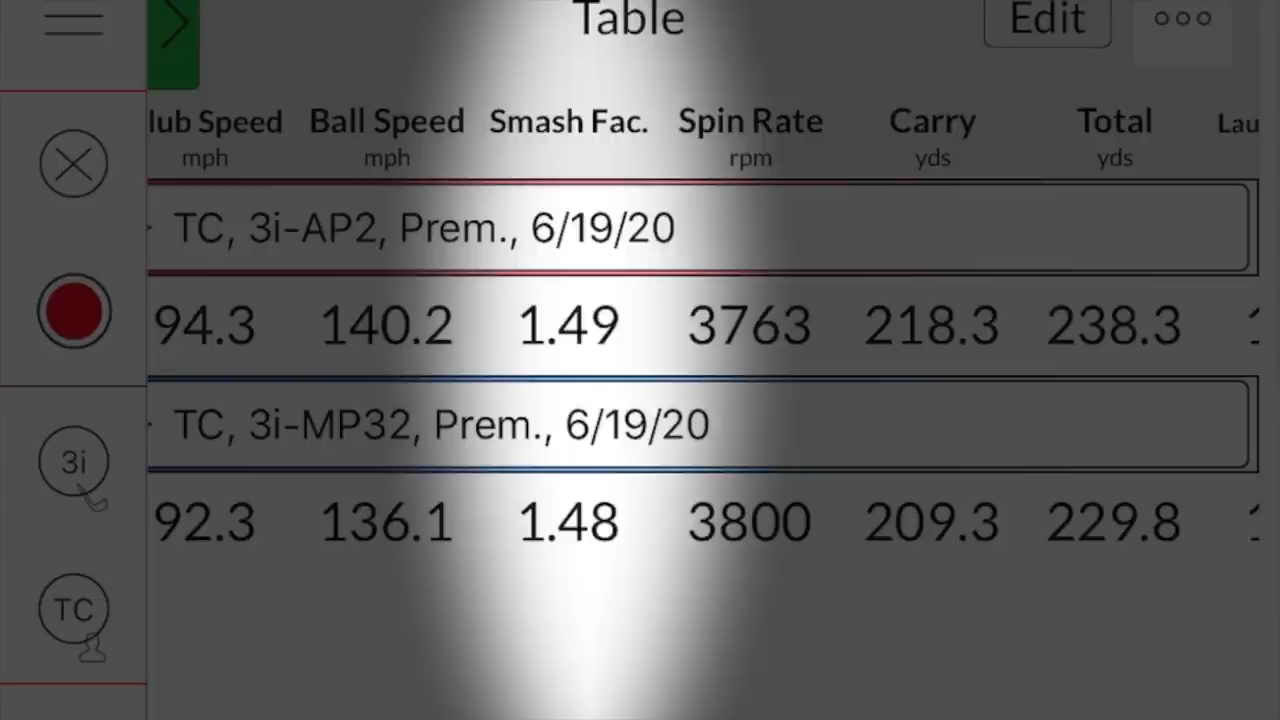 Table
Edit
lub Speed Ball Speed Smash Fac. Spin Rate Carry Total Lau
mph mph rpm yds yds
TC, 3i-AP2, Prem., 6/19/20
94.3 140.2 1.49 3763 218.3 238.3
TC, 3i-MP32, Prem., 6/19/20
92.3 136.1 1.48 3800 209.3 229.8
3i
TC